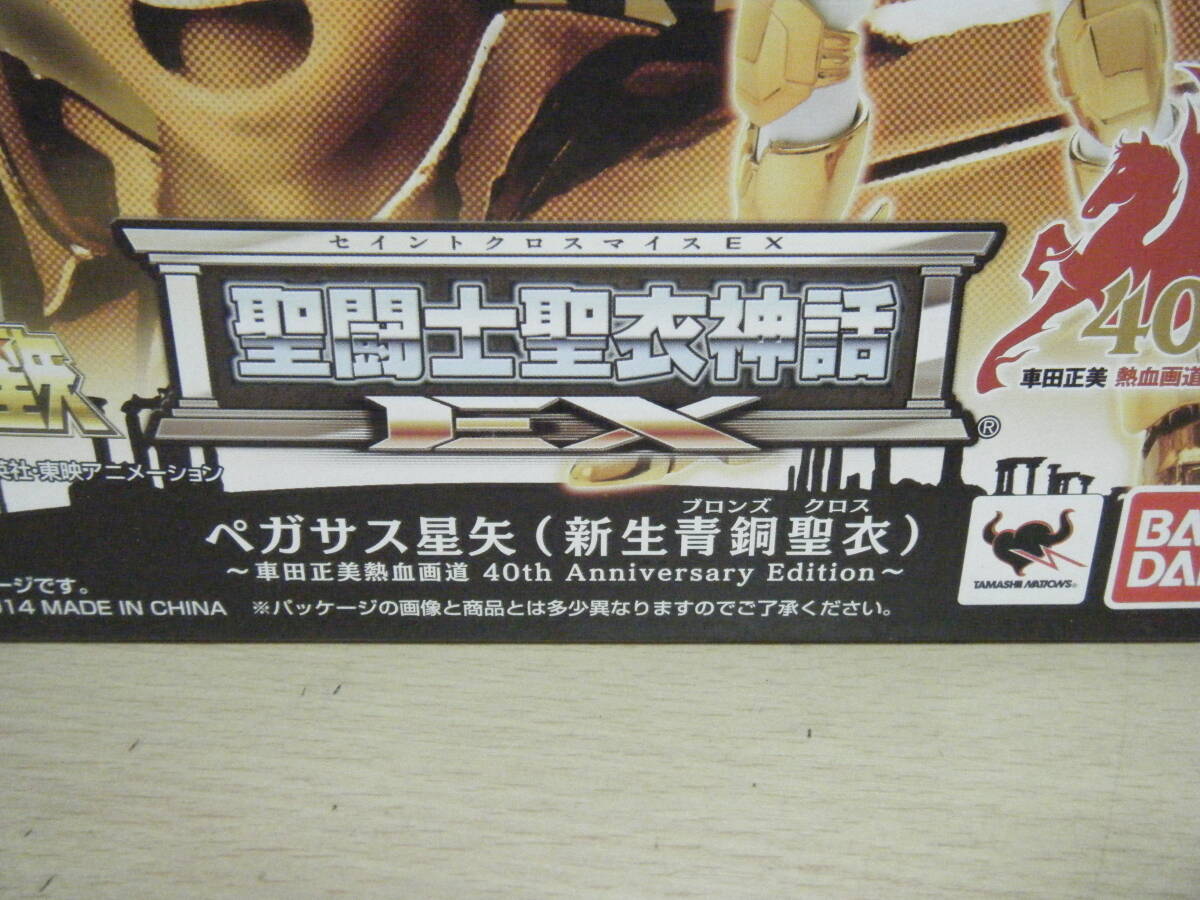 セイントクロスマイスEX
聖闘士聖衣神話
EX
®
40
車田正美 熱血画道
英社・東映アニメーション
ブロンズ クロス
ペガサス星矢(新生青銅聖衣)
~車田正美熱血画道 40th Anniversary Edition~
ージです。
014 MADE IN CHINA ※パッケージの画像と商品とは多少異なりますのでご了承ください。
TAMASHII NATIONS
BA
DA